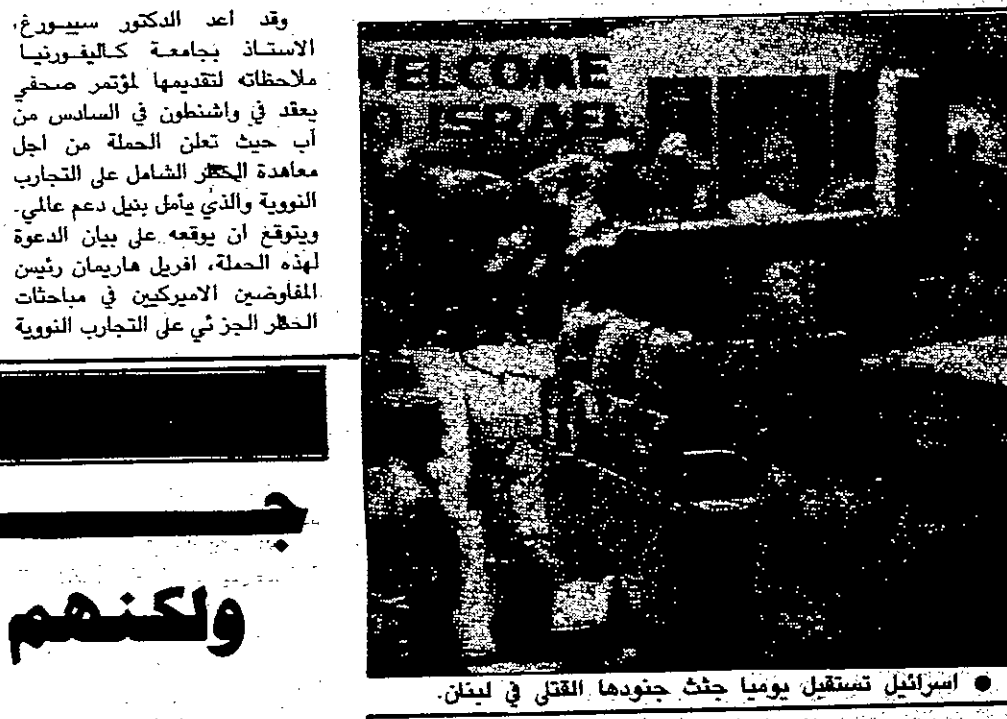 وقد اعد الدكتور سيبورغ،
الاستاذ بجامعة كاليفورنيا
ملاحظاته لتقديمها لمؤتمر صحفي
يعقد في واشنطون في السادس من
آب حيث تعلن الحملة من اجل
معاهدة الحظر الشامل على التجارب
النووية والذي يأمل بنيل دعم عالمي.
ويتوقع ان يوقعه على بيان الدعوة
لهذه الحملة، افريل هاريمان رئيس
المفاوضين الاميركيين في مباحثات
الحظر الجزئي على التجارب النووية
WELCOME
O ISRAEL
● اسرائيل تستقبل يوميا جثث جنودها القتلى في لبنان.
ولكنهم